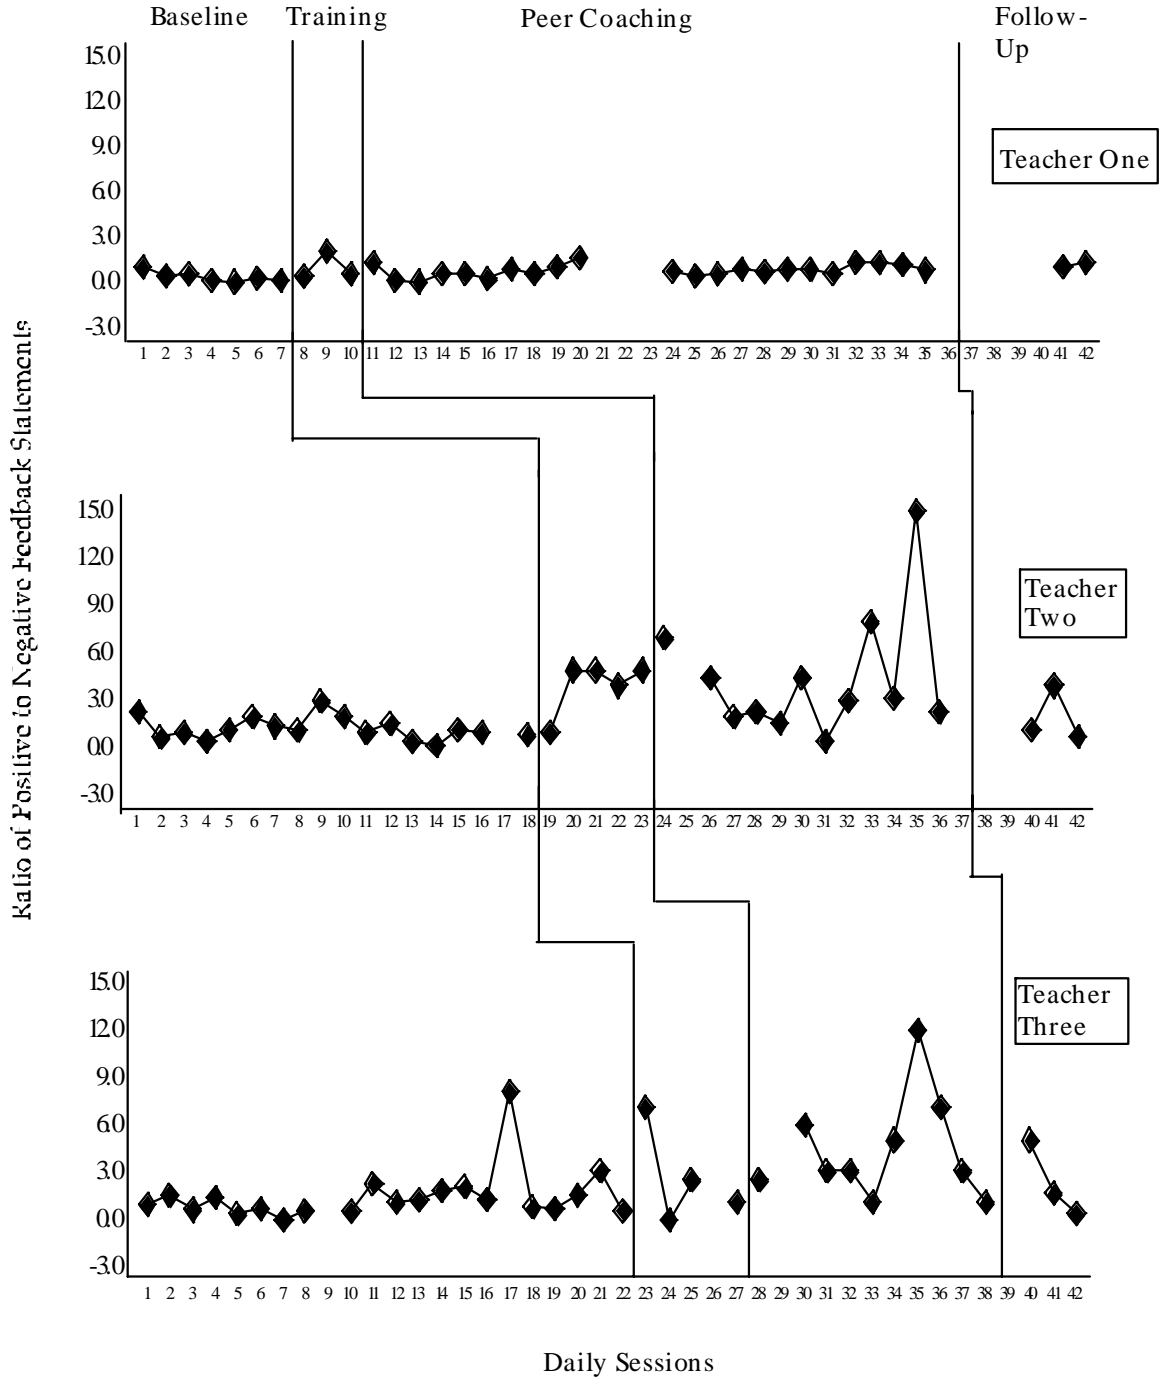 Baseline Training Peer Coaching Follow-
Up
15.0
12.0
9.0
6.0
3.0
0.0
-3.0
Teacher One
1 2 3 4 5 6 7 8 9 10 11 12 13 14 15 16 17 18 19 20 21 22 23 24 25 26 27 28 29 30 31 32 33 34 35 36 37 38 39 40 41 42
Ratio of Positive to Negative Feedback Statements
15.0
12.0
9.0
6.0
3.0
0.0
-3.0
Teacher
Two
1 2 3 4 5 6 7 8 9 10 11 12 13 14 15 16 17 18 19 20 21 22 23 24 25 26 27 28 29 30 31 32 33 34 35 36 37 38 39 40 41 42
15.0
12.0
9.0
6.0
3.0
0.0
-3.0
Teacher
Three
1 2 3 4 5 6 7 8 9 10 11 12 13 14 15 16 17 18 19 20 21 22 23 24 25 26 27 28 29 30 31 32 33 34 35 36 37 38 39 40 41 42
Daily Sessions